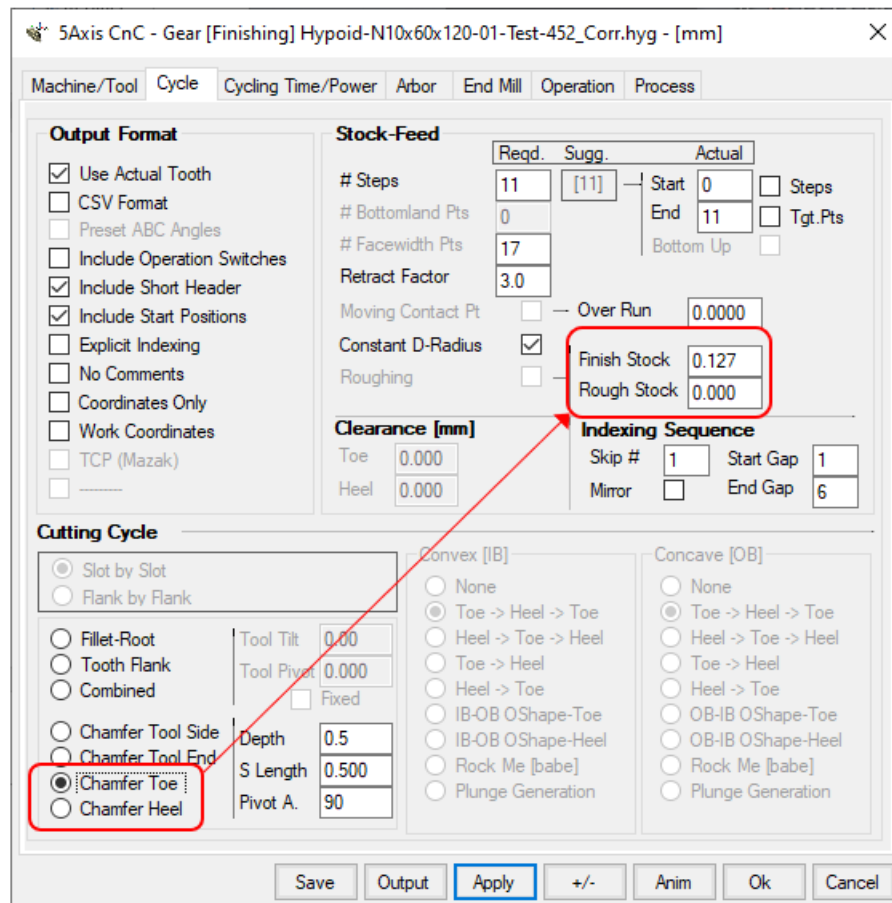 5Axis CnC - Gear [Finishing] Hypoid-N10x60x120-01-Test-452_Corr.hyg - [mm]
Machine/Tool Cycle Cycling Time/Power Arbor End Mill Operation Process
Output Format
Use Actual Tooth
CSV Format
Preset ABC Angles
Include Operation Switches
Include Short Header
Include Start Positions
Explicit Indexing
No Comments
Coordinates Only
Work Coordinates
TCP (Mazak)
---------
Stock-Feed
Reqd. Sugg. Actual
# Steps 11 [11] Start 0 Steps
# Bottomland Pts 0 End 11 Tgt.Pts
# Facewidth Pts 17 Bottom Up
Retract Factor 3.0
Moving Contact Pt Over Run 0.0000
Constant D-Radius Finish Stock 0.127
Roughing Rough Stock 0.000
Clearance [mm]
Toe 0.000
Heel 0.000
Indexing Sequence
Skip # 1 Start Gap 1
Mirror End Gap 6
Cutting Cycle
Slot by Slot
Flank by Flank
Fillet-Root Tool Tilt 0.00
Tooth Flank Tool Pivot 0.000
Combined Fixed
Chamfer Tool Side Depth 0.5
Chamfer Tool End S Length 0.500
Chamfer Toe Pivot A. 90
Chamfer Heel
Convex [IB]
None
Toe -> Heel -> Toe
Heel -> Toe -> Heel
Toe -> Heel
Heel -> Toe
IB-OB OShape-Toe
IB-OB OShape-Heel
Rock Me [babe]
Plunge Generation
Concave [OB]
None
Toe -> Heel -> Toe
Heel -> Toe -> Heel
Toe -> Heel
Heel -> Toe
OB-IB OShape-Toe
OB-IB OShape-Heel
Rock Me [babe]
Plunge Generation
Save Output Apply +/- Anim Ok Cancel